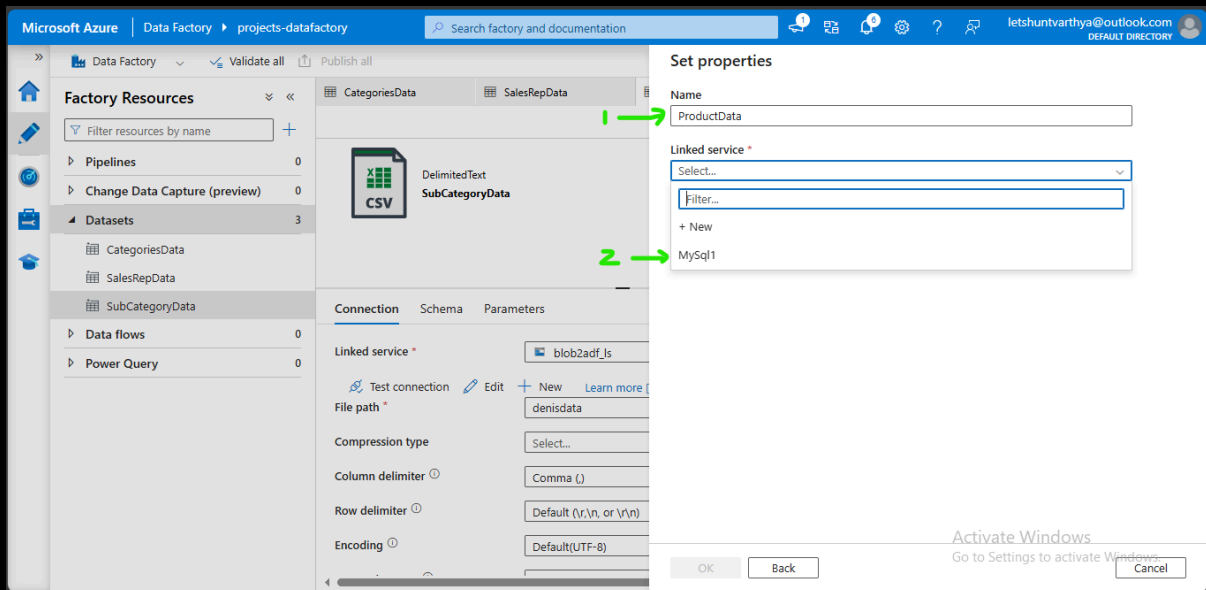 Microsoft Azure
Data Factory
projects-datafactory
Search factory and documentation
1
6
letshuntvarthya@outlook.com
DEFAULT DIRECTORY
Data Factory
Validate all
Publish all
Factory Resources
Filter resources by name
Pipelines
0
Change Data Capture (preview)
0
Datasets
3
CategoriesData
SalesRepData
SubCategoryData
Data flows
0
Power Query
0
CategoriesData
SalesRepData
X
CSV
DelimitedText
SubCategoryData
Connection
Schema
Parameters
Linked service *
blob2adf_ls
Test connection
Edit
New
Learn more
File path *
denisdata
Compression type
Select...
Column delimiter
Comma (,)
Row delimiter
Default (\r,\n, or \r\n)
Encoding
Default(UTF-8)
Set properties
Name
1
ProductData
Linked service *
Select...
Filter...
+ New
2
MySql1
Activate Windows
Go to Settings to activate Windows.
OK
Back
Cancel